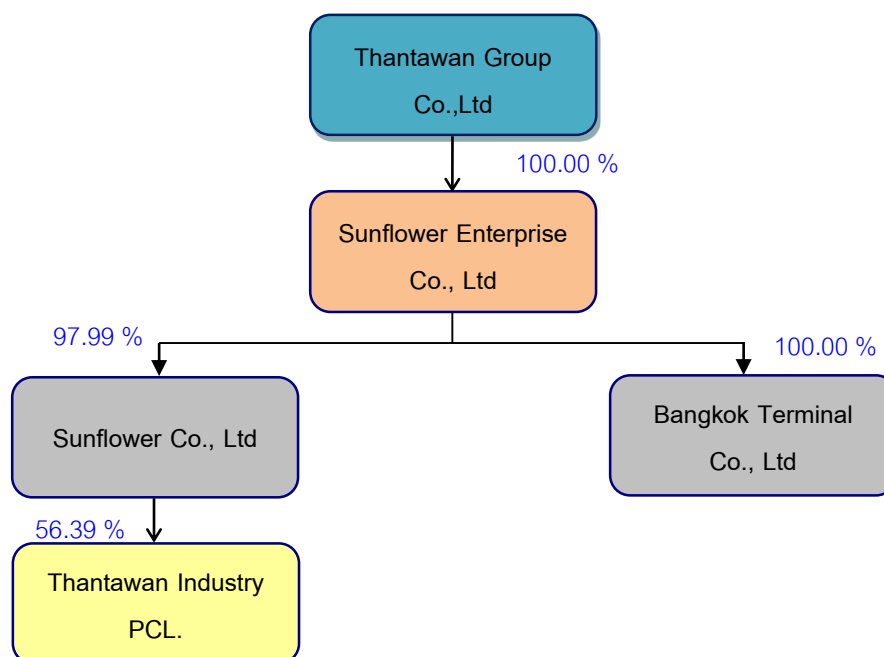 Thantawan Group
Co.,Ltd
100.00 %
Sunflower Enterprise
Co., Ltd
97.99 %
100.00 %
Sunflower Co., Ltd
Bangkok Terminal
Co., Ltd
56.39 %
Thantawan Industry
PCL.